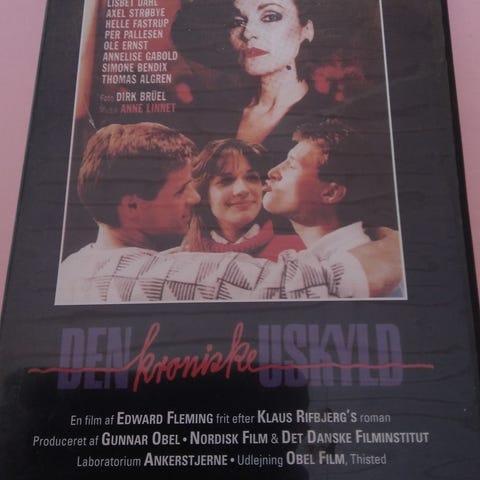 LISBET DAHL
AXEL STRØBYE
HELLE FASTRUP
PER PALLESEN
OLE ERNST
ANNELISE GABOLD
SIMONE BENDIX
THOMAS ALGREN
Foto DIRK BRÜEL
Musik ANNE LINNET
DEN kroniske USKYLD
En film af EDWARD FLEMING frit efter KLAUS RIFBJERG'S roman
Produceret af GUNNAR OBEL • NORDISK FILM & DET DANSKE FILMINSTITUT
Laboratorium ANKERSTJERNE • Udlejning OBEL FILM, Thisted